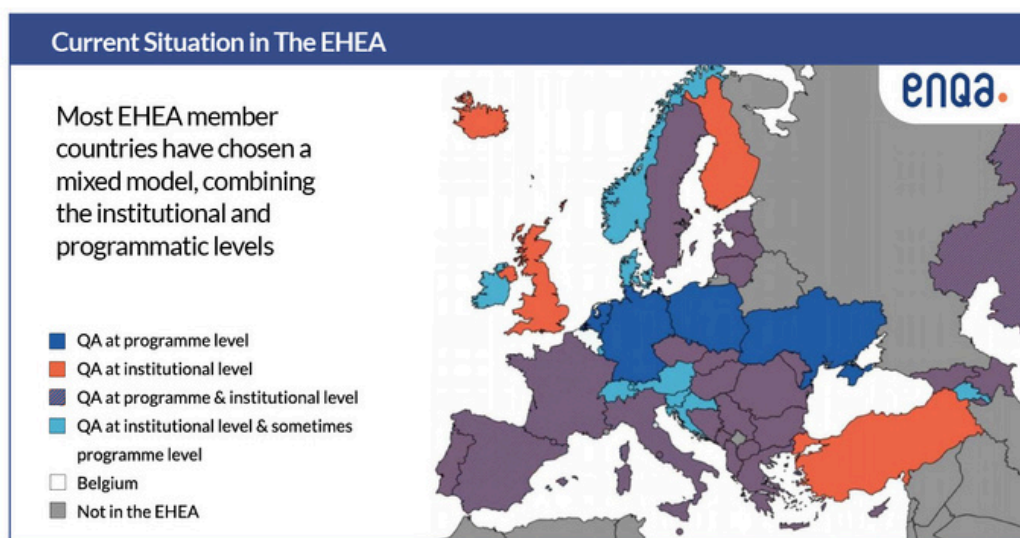 Current Situation in The EHEA
enqa.
Most EHEA member
countries have chosen a
mixed model, combining
the institutional and
programmatic levels
QA at programme level
QA at institutional level
QA at programme & institutional level
QA at institutional level & sometimes
programme level
Belgium
Not in the EHEA